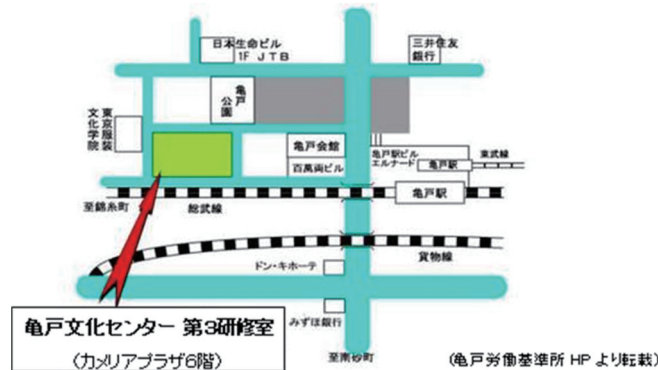 日本生命ビル
1F JTB
三井住友
銀行
亀戸
公園
東京服装
文化学院
亀戸会館
百萬両ビル
亀戸駅ビル
エルナード
亀戸駅
東武線
亀戸駅
至錦糸町
総武線
貨物線
ドン・キホーテ
みずほ銀行
亀戸文化センター 第3研修室
(カメリアプラザ6階)
至南砂町
(亀戸労働基準所 HP より転載)